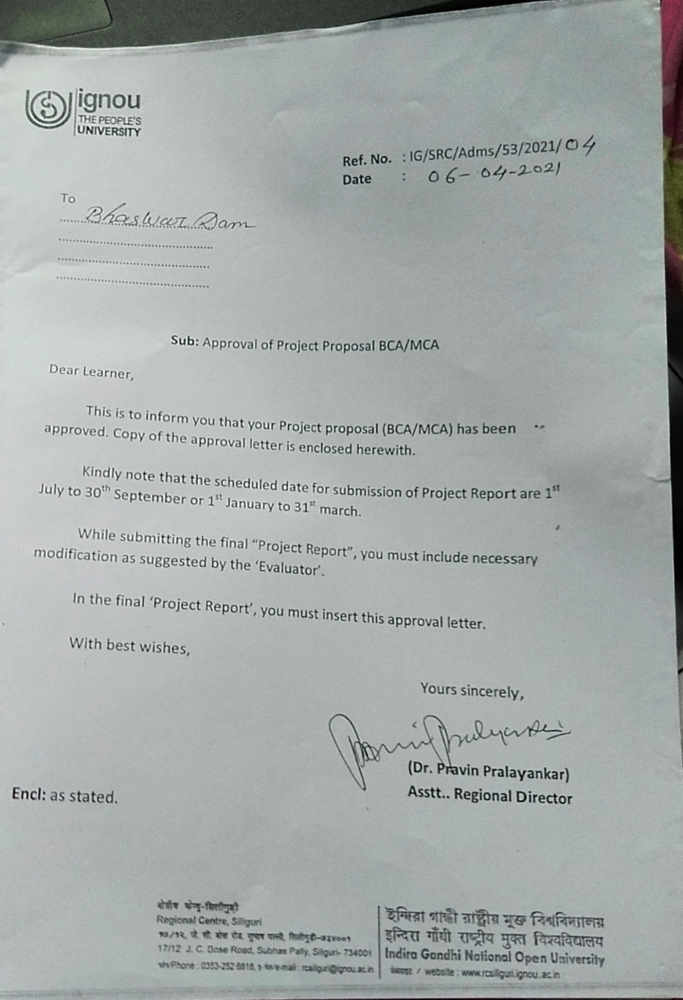 ignou
THE PEOPLE'S
UNIVERSITY
Ref. No. : IG/SRC/Adms/53/2021/04
Date : 06-04-2021
To
Bhaswar Dam
Sub: Approval of Project Proposal BCA/MCA
Dear Learner,
This is to inform you that your Project proposal (BCA/MCA) has been
approved. Copy of the approval letter is enclosed herewith.
Kindly note that the scheduled date for submission of Project Report are 1st
July to 30th September or 1st January to 31st march.
While submitting the final “Project Report”, you must include necessary
modification as suggested by the ‘Evaluator’.
In the final ‘Project Report’, you must insert this approval letter.
With best wishes,
Yours sincerely,
Pravin Pralayankar
(Dr. Pravin Pralayankar)
Asstt.. Regional Director
Encl: as stated.
क्षेत्रीय केन्द्र-सिलीगुड़ी
Regional Centre, Siliguri
१७/१२, जे. सी. बोस रोड, सुभाष पल्ली, सिलीगुड़ी-७३४००१
17/12 J. C. Bose Road, Subhas Pally, Siliguri- 734001
/Phone : 0353-252 6818, /e-mail : rcsiliguri@ignou.ac.in
इन्दिरा गाँधी राष्ट्रीय मुक्त विश्वविद्यालय
Indira Gandhi National Open University
/ website : www.rcsiliguri.ignou.ac.in